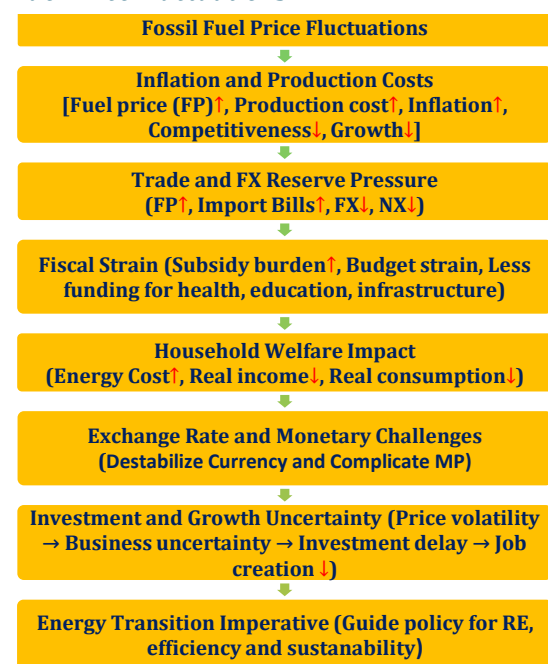 Fossil Fuel Price Fluctuations
Inflation and Production Costs
[Fuel price (FP)↑, Production cost↑, Inflation↑,
Competitiveness↓, Growth↓]
Trade and FX Reserve Pressure
(FP↑, Import Bills↑, FX↓, NX↓)
Fiscal Strain (Subsidy burden↑, Budget strain, Less
funding for health, education, infrastructure)
Household Welfare Impact
(Energy Cost↑, Real income↓, Real consumption↓)
Exchange Rate and Monetary Challenges
(Destabilize Currency and Complicate MP)
Investment and Growth Uncertainty (Price volatility
→ Business uncertainty → Investment delay → Job
creation ↓)
Energy Transition Imperative (Guide policy for RE,
efficiency and sustanability)